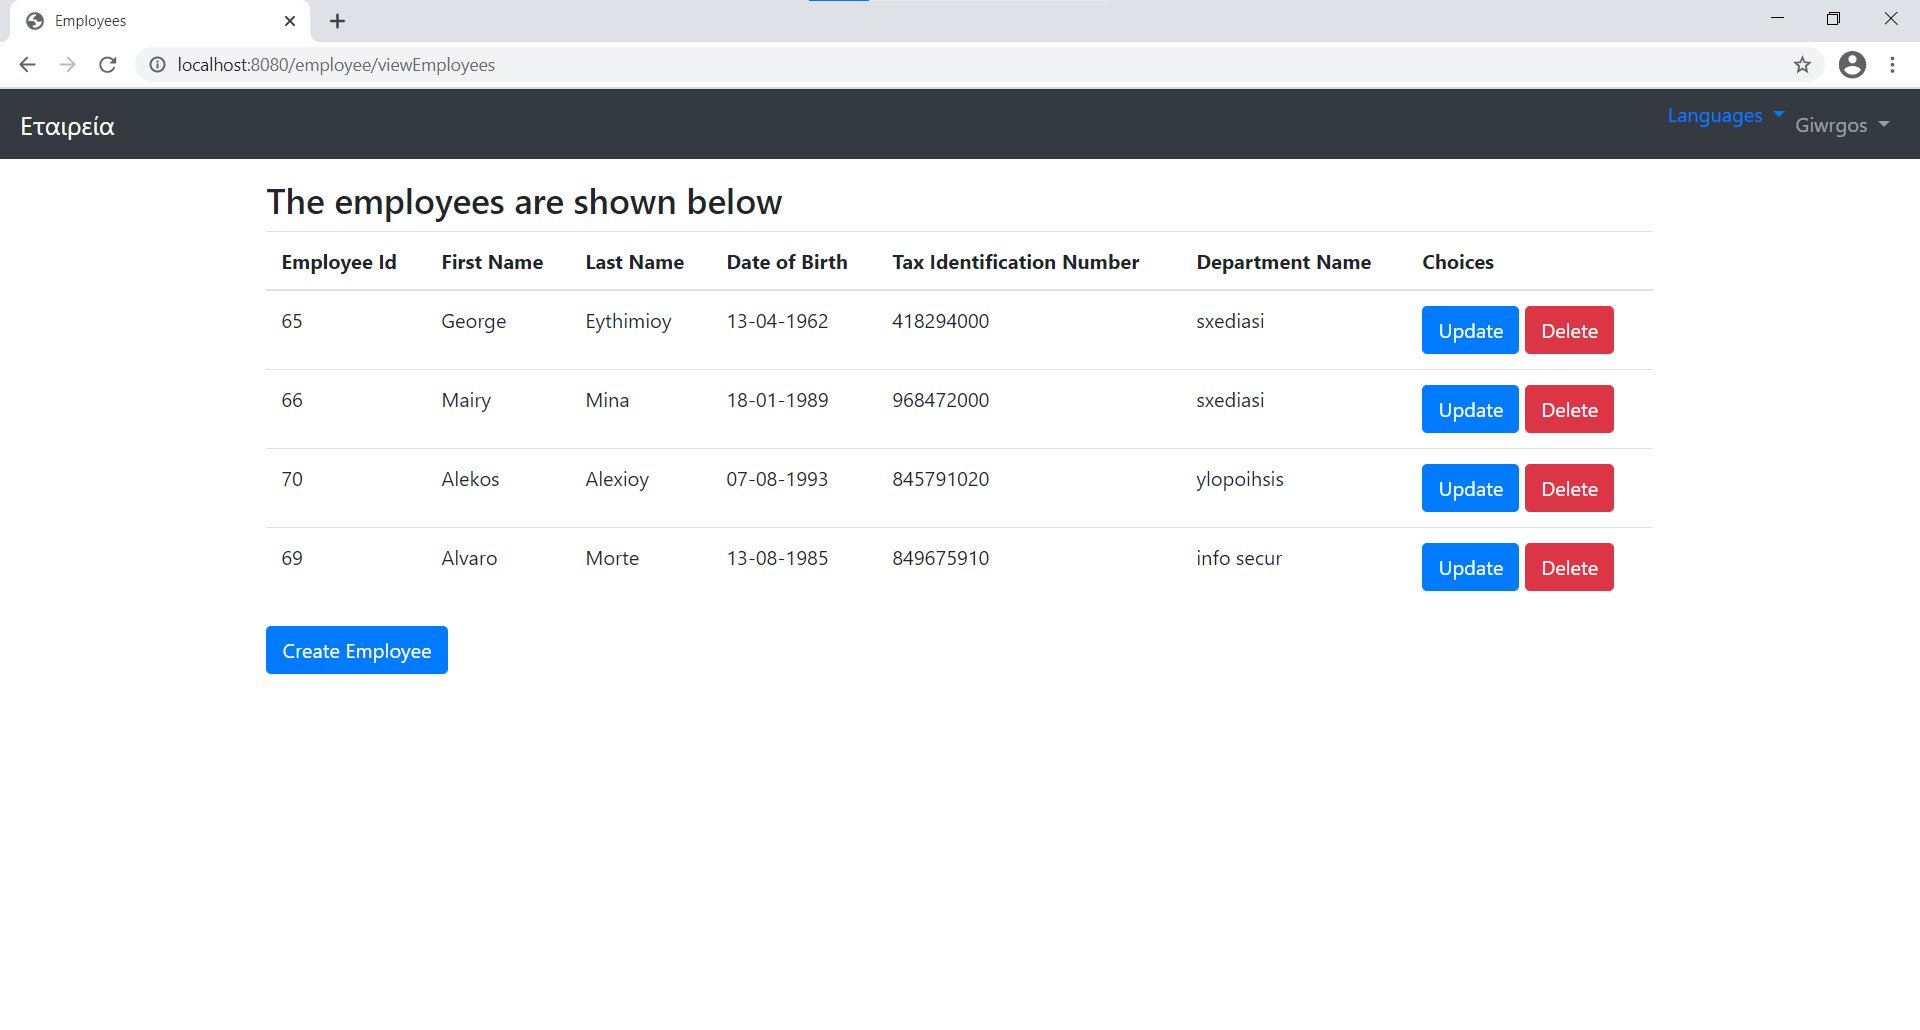 Employees
localhost:8080/employee/viewEmployees
Εταιρεία Languages Giwrgos
The employees are shown below
Employee Id First Name Last Name Date of Birth Tax Identification Number Department Name Choices
65 George Eythimioy 13-04-1962 418294000 sxediasi Update Delete
66 Mairy Mina 18-01-1989 968472000 sxediasi Update Delete
70 Alekos Alexioy 07-08-1993 845791020 ylopoihsis Update Delete
69 Alvaro Morte 13-08-1985 849675910 info secur Update Delete
Create Employee